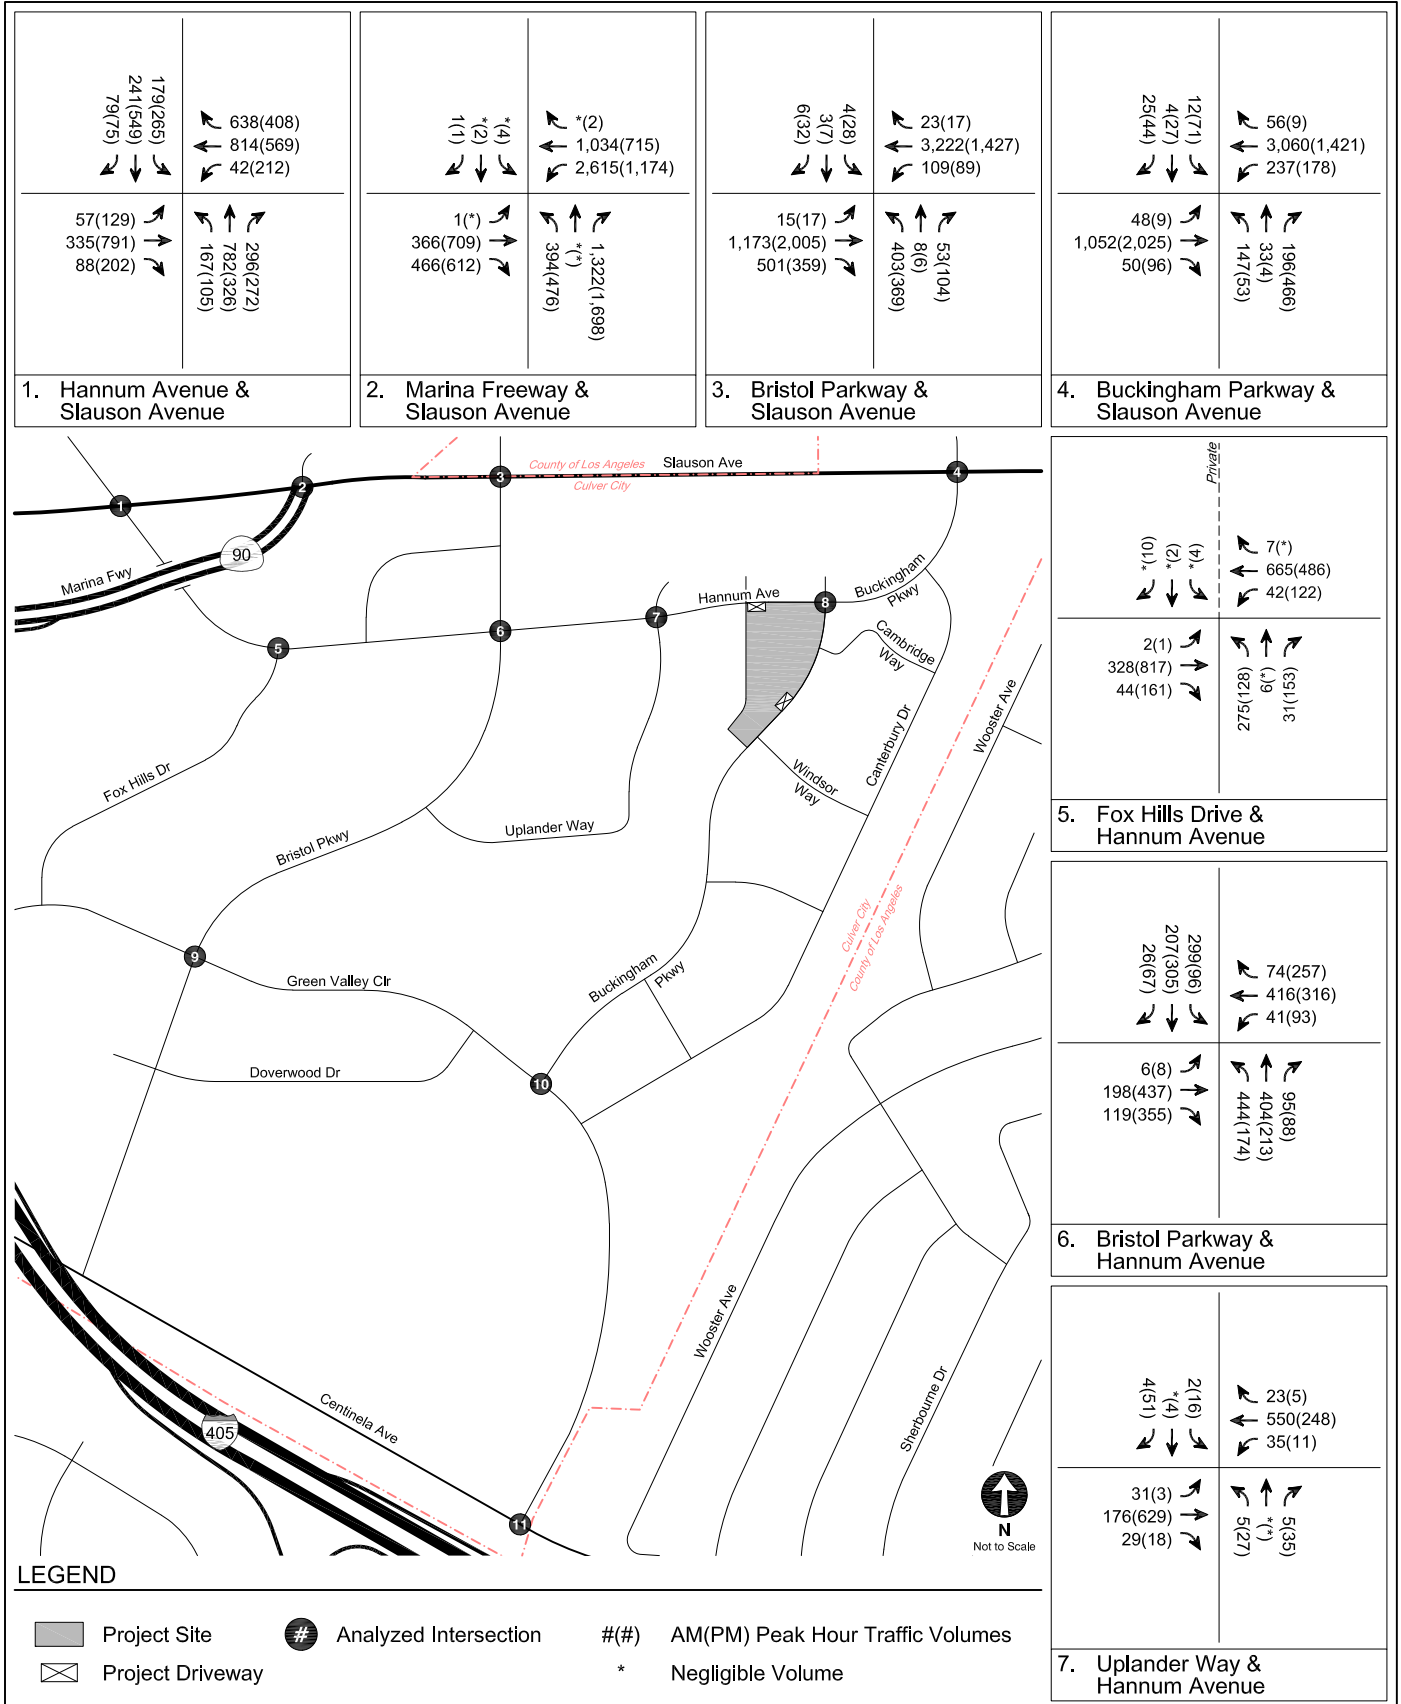 179(265)
241(549)
79(75)
638(408)
814(569)
42(212)
57(129)
335(791)
88(202)
167(105)
782(326)
296(272)
1. Hannum Avenue &
Slauson Avenue
*(4)
*(2)
1(1)
*(2)
1,034(715)
2,615(1,174)
1(*)
366(709)
466(612)
394(476)
*(*)
1,322(1,698)
2. Marina Freeway &
Slauson Avenue
4(28)
3(7)
6(32)
23(17)
3,222(1,427)
109(89)
15(17)
1,173(2,005)
501(359)
403(369)
8(6)
53(104)
3. Bristol Parkway &
Slauson Avenue
12(71)
4(27)
25(44)
56(9)
3,060(1,421)
237(178)
48(9)
1,052(2,025)
50(96)
147(53)
33(4)
196(466)
4. Buckingham Parkway &
Slauson Avenue
Private
*(4)
*(2)
*(10)
7(*)
665(486)
42(122)
2(1)
328(817)
44(161)
275(128)
6(*)
31(153)
5. Fox Hills Drive &
Hannum Avenue
299(96)
207(305)
26(67)
74(257)
416(316)
41(93)
6(8)
198(437)
119(355)
444(174)
404(213)
95(88)
6. Bristol Parkway &
Hannum Avenue
2(16)
*(4)
4(51)
23(5)
550(248)
35(11)
31(3)
176(629)
29(18)
5(27)
*(*)
5(35)
7. Uplander Way &
Hannum Avenue
County of Los Angeles
Slauson Ave
Culver City
1
2
3
4
90
Marina Fwy
Hannum Ave
Buckingham
Pkwy
5
6
7
8
Cambridge
Way
Wooster Ave
Canterbury Dr
Windsor
Way
Fox Hills Dr
Uplander Way
Bristol Pkwy
Culver City
County of Los Angeles
9
Green Valley Clr
Buckingham
Pkwy
Doverwood Dr
10
Wooster Ave
Centinela Ave
405
Sherbourne Dr
11
N
Not to Scale
LEGEND
Project Site
# Analyzed Intersection
#(#) AM(PM) Peak Hour Traffic Volumes
Project Driveway
* Negligible Volume